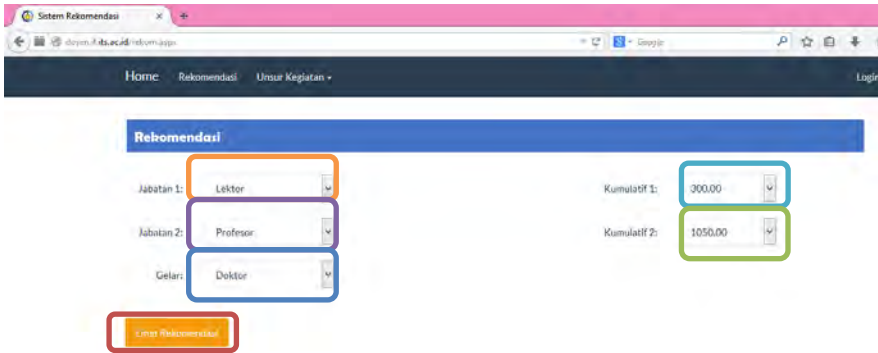 Sistem Rekomendasi
Google
Home Rekomendasi Unsur Kegiatan Login
Rekomendasi
Jabatan 1: Lektor Kumulatif 1: 300.00
Jabatan 2: Profesor Kumulatif 2: 1050.00
Gelar: Doktor
Lihat Rekomendasi